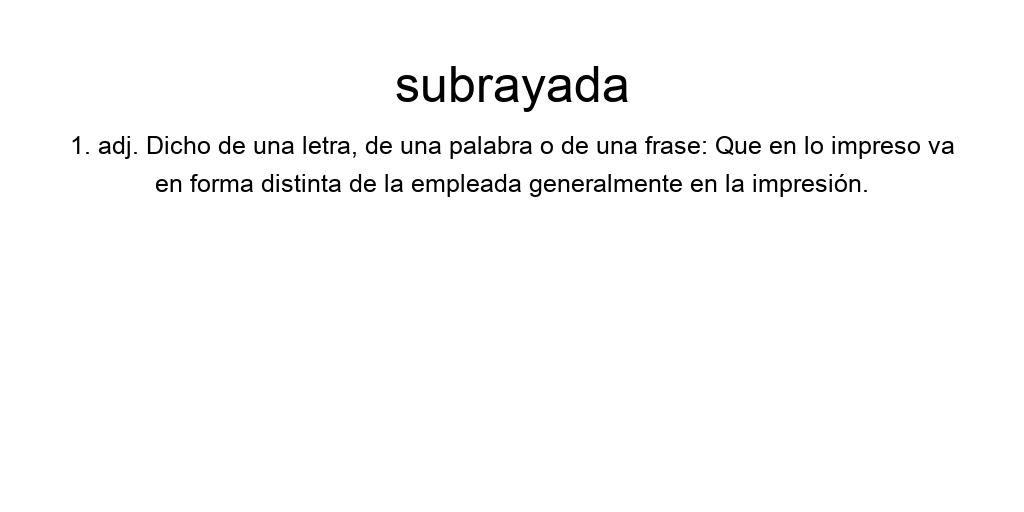 subrayada
1. adj. Dicho de una letra, de una palabra o de una frase: Que en lo impreso va
en forma distinta de la empleada generalmente en la impresión.